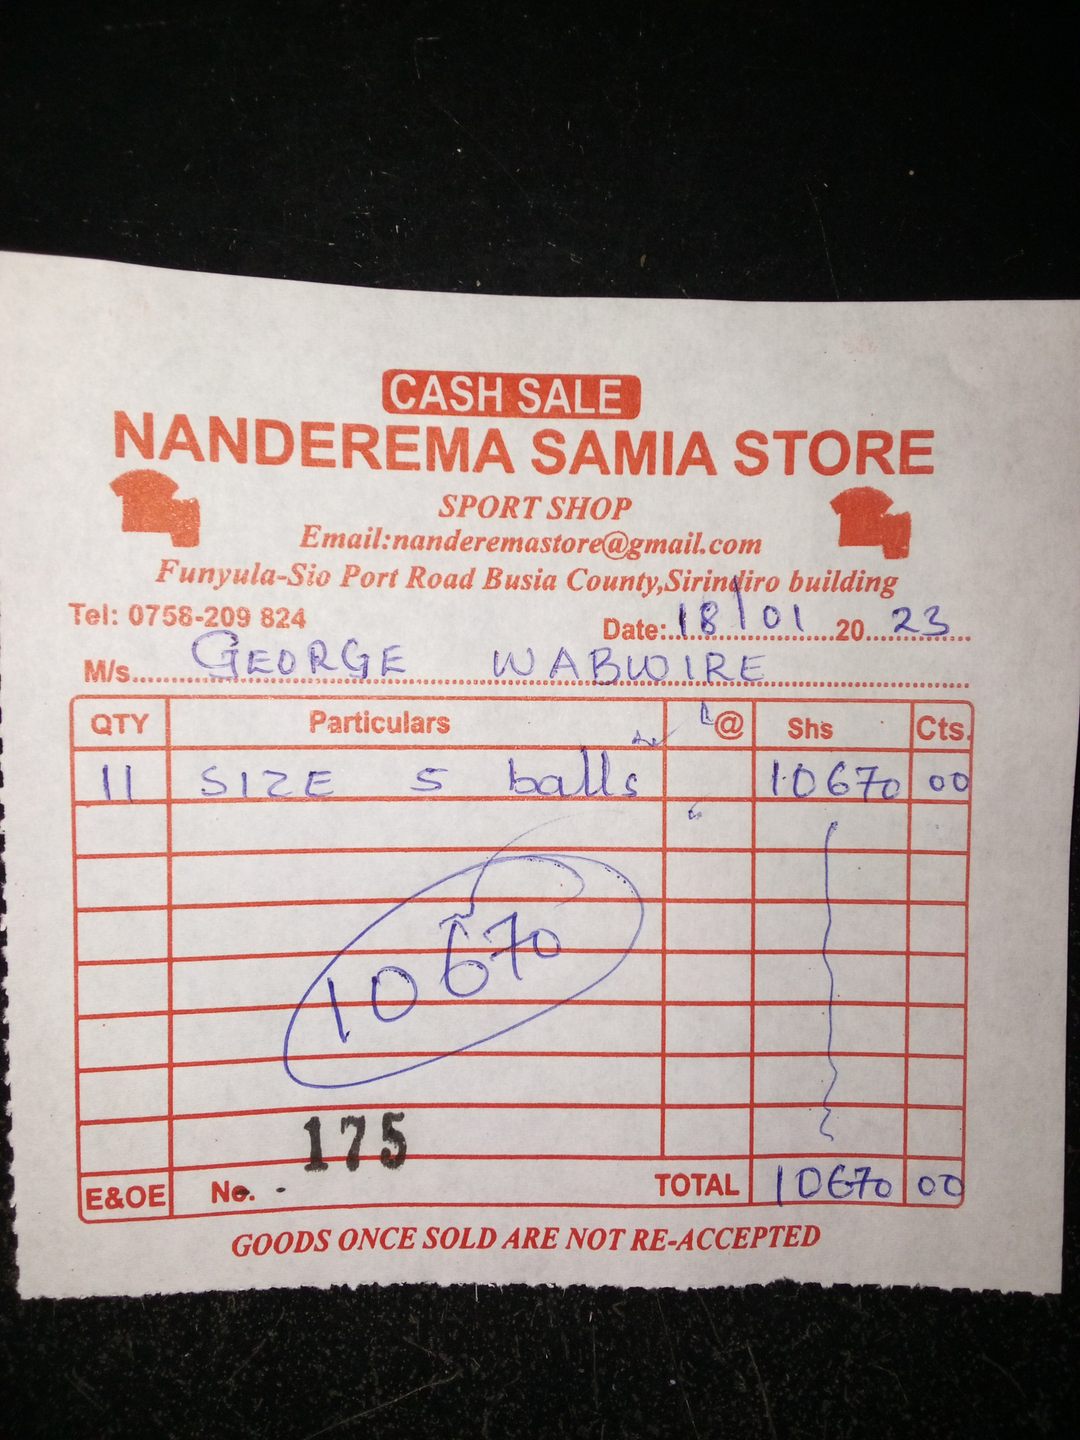 CASH SALE
NANDEREMA SAMIA STORE
SPORT SHOP
Email:nanderemastore@gmail.com
Funyula-Sio Port Road Busia County,Sirindiro building
Tel: 0758-209 824
Date: 18/01 20 23
M/s. GEORGE WABWIRE
QTY Particulars @ Shs Cts.
11 SIZE 5 balls 10670 00
10670
175
E&OE No. TOTAL 10670 00
GOODS ONCE SOLD ARE NOT RE-ACCEPTED